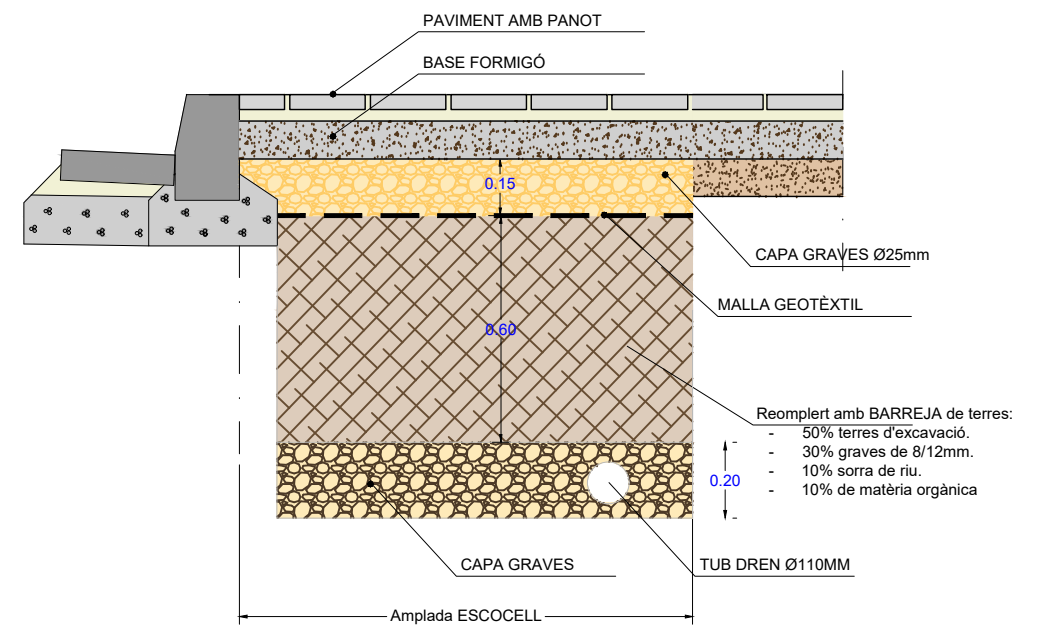 PAVIMENT AMB PANOT
BASE FORMIGÓ
0.15
CAPA GRAVES Ø25mm
MALLA GEOTÈXTIL
0.60
Reomplert amb BARREJA de terres:
- 50% terres d'excavació.
- 30% graves de 8/12mm.
- 10% sorra de riu.
- 10% de matèria orgànica
0.20
CAPA GRAVES
TUB DREN Ø110MM
Amplada ESCOCELL